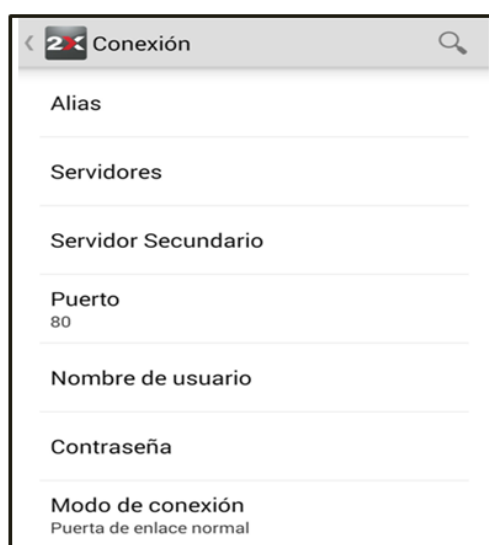 2X Conexión
Alias
Servidores
Servidor Secundario
Puerto
80
Nombre de usuario
Contraseña
Modo de conexión
Puerta de enlace normal